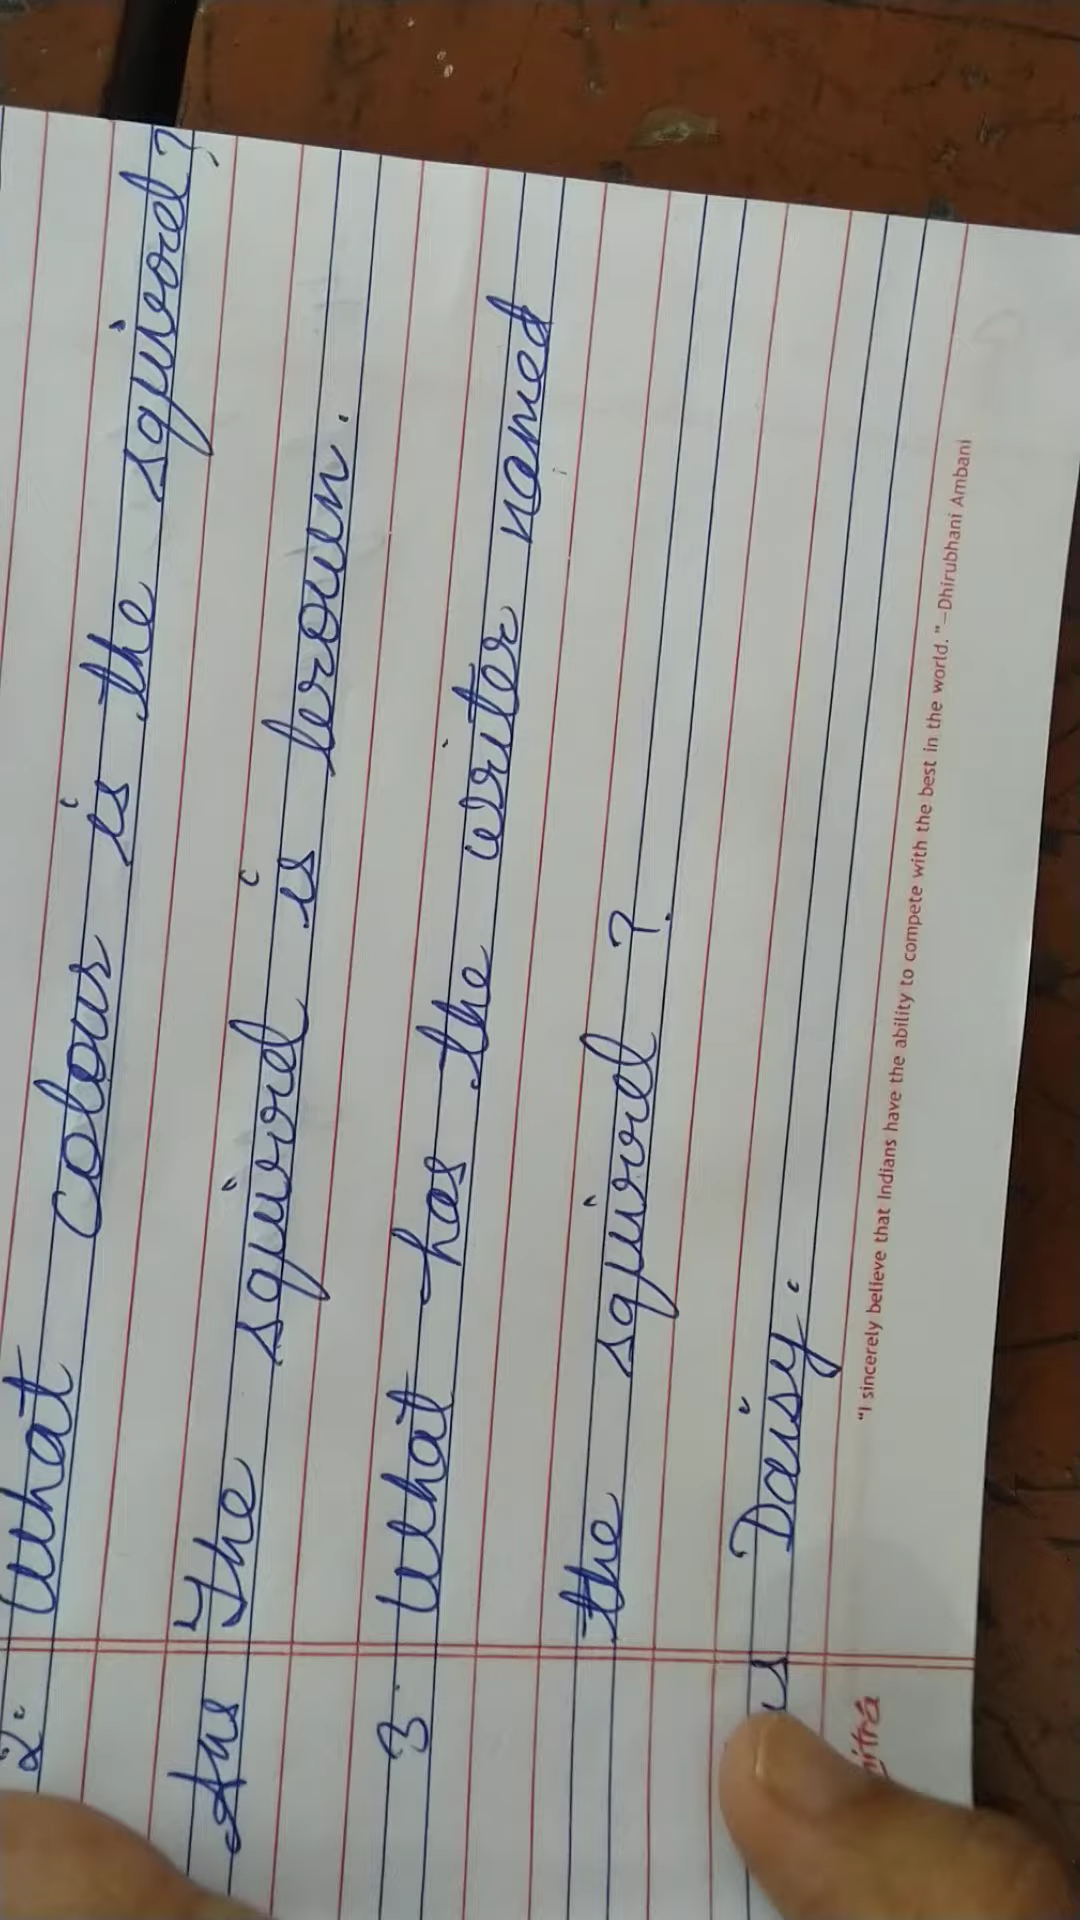 2. What colour is the squirrel?
Ans The squirrel is brown.
3. What has the writer named
the squirrel ?
is Daisy.
"I sincerely believe that Indians have the ability to compete with the best in the world."—Dhirubhani Ambani